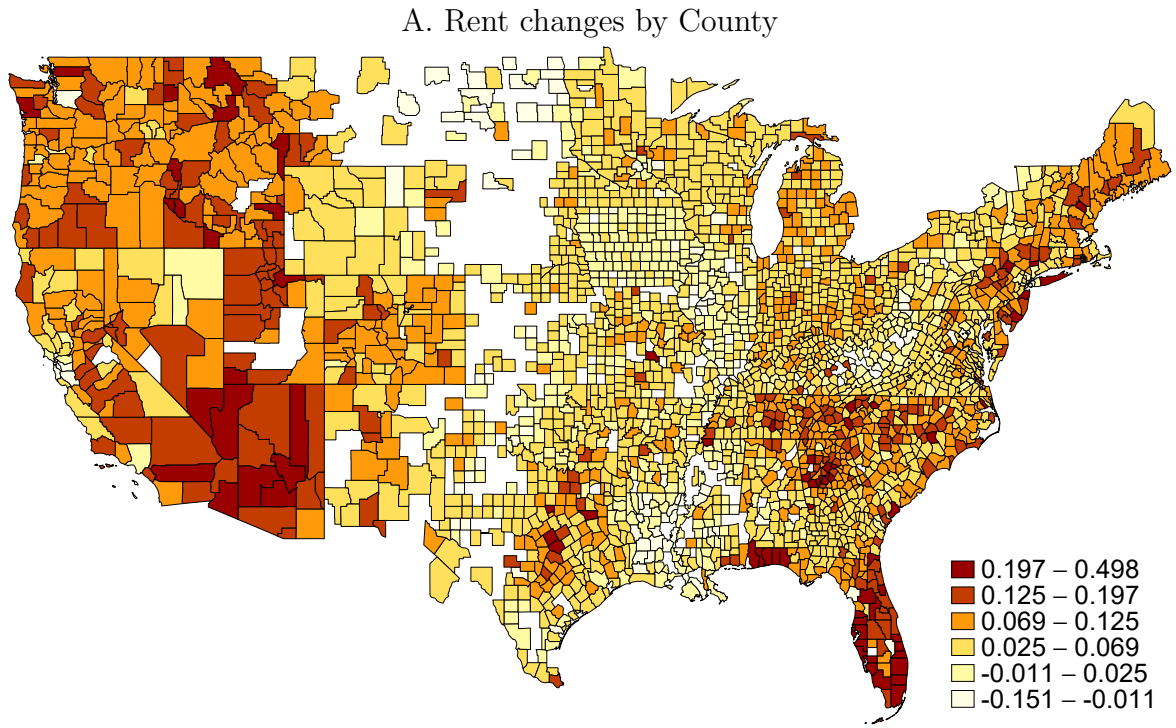 A. Rent changes by County
0.197 – 0.498
0.125 – 0.197
0.069 – 0.125
0.025 – 0.069
-0.011 – 0.025
-0.151 – -0.011